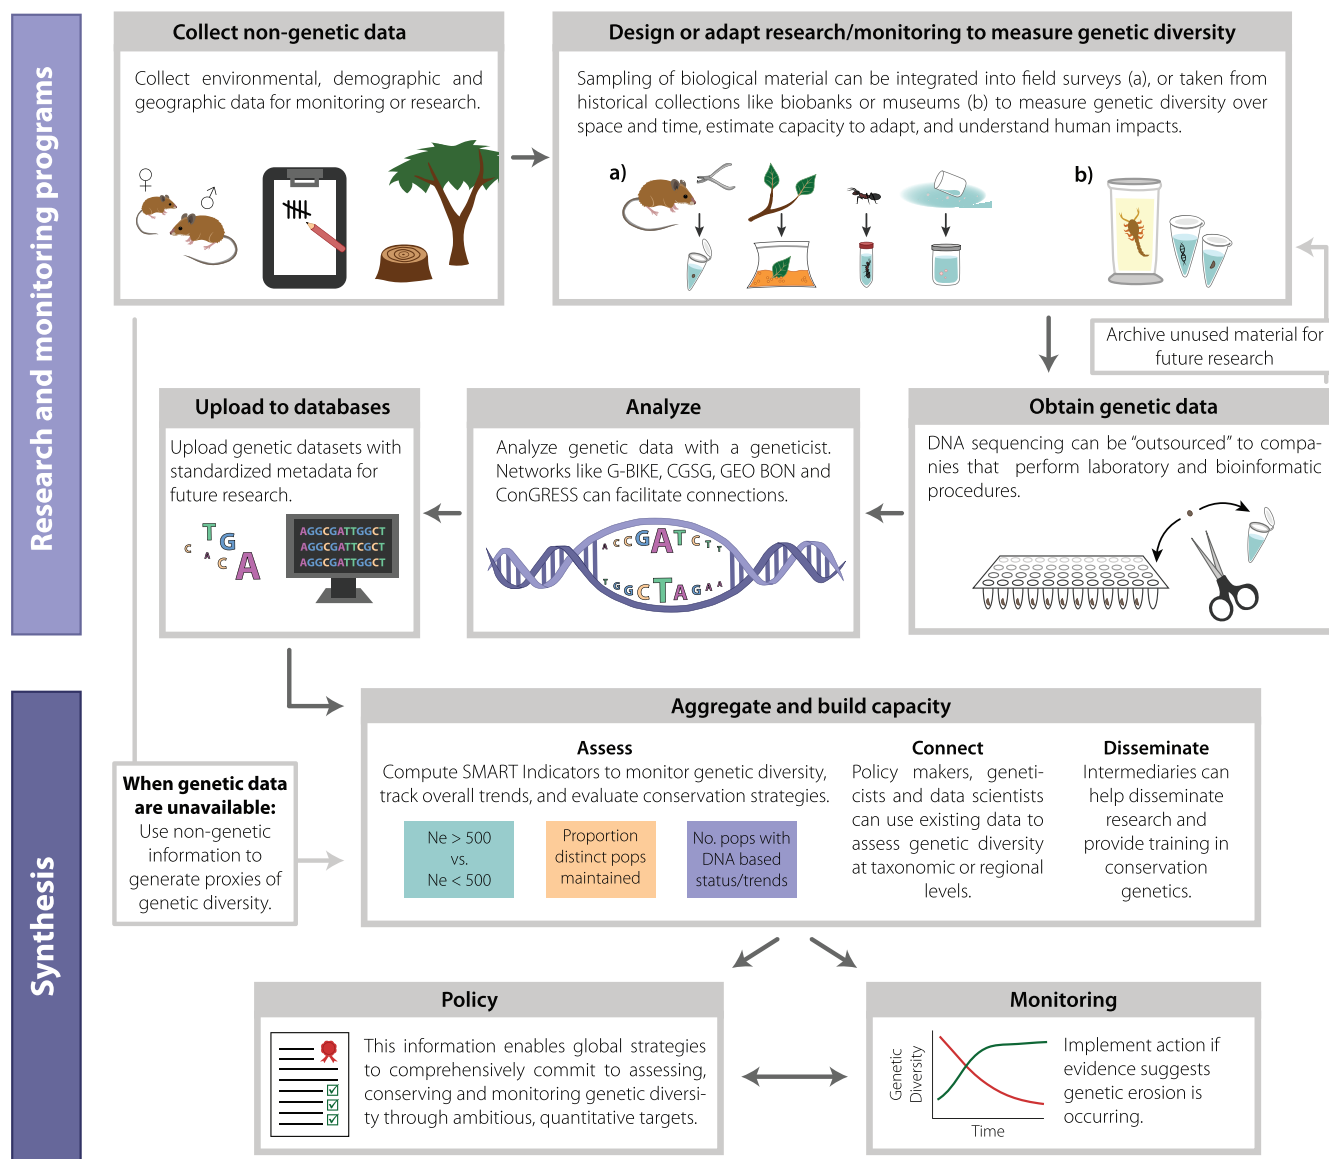 Research and monitoring programs
Collect non-genetic data
Collect environmental, demographic and
geographic data for monitoring or research.
Design or adapt research/monitoring to measure genetic diversity
Sampling of biological material can be integrated into field surveys (a), or taken from
historical collections like biobanks or museums (b) to measure genetic diversity over
space and time, estimate capacity to adapt, and understand human impacts.
a)
b)
Archive unused material for
future research
Upload to databases
Upload genetic datasets with
standardized metadata for
future research.
T
G
C
A
C
A
AGGCGATTGGCT
AGGCGATTCGCT
AGGCGATTGGCT
Analyze
Analyze genetic data with a geneticist.
Networks like G-BIKE, CGSG, GEO BON and
ConGRESS can facilitate connections.
ACCGATCTT
TGGCTAGAA
Obtain genetic data
DNA sequencing can be "outsourced" to compa-
nies that perform laboratory and bioinformatic
procedures.
Synthesis
When genetic data
are unavailable:
Use non-genetic
information to
generate proxies of
genetic diversity.
Aggregate and build capacity
Assess
Compute SMART Indicators to monitor genetic diversity,
track overall trends, and evaluate conservation strategies.
Ne > 500
vs.
Ne < 500
Proportion
distinct pops
maintained
No. pops with
DNA based
status/trends
Connect
Policy makers, geneti-
cists and data scientists
can use existing data to
assess genetic diversity
at taxonomic or regional
levels.
Disseminate
Intermediaries can
help disseminate
research and
provide training in
conservation
genetics.
Policy
This information enables global strategies
to comprehensively commit to assessing,
conserving and monitoring genetic diversi-
ty through ambitious, quantitative targets.
Monitoring
Genetic
Diversity
Time
Implement action if
evidence suggests
genetic erosion is
occurring.